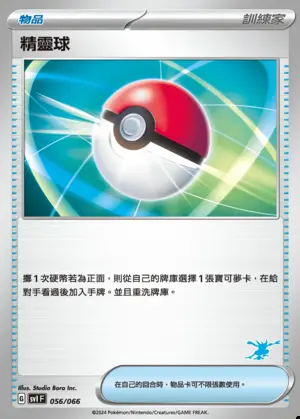 物品
訓練家
精靈球
擲1次硬幣若為正面，則從自己的牌庫選擇1張寶可夢卡，在給
對手看過後加入手牌。並且重洗牌庫。
Illus. Studio Bora Inc.
G svI F 056/066
在自己的回合時，物品卡可不限張數使用。
©2024 Pokémon/Nintendo/Creatures/GAME FREAK.